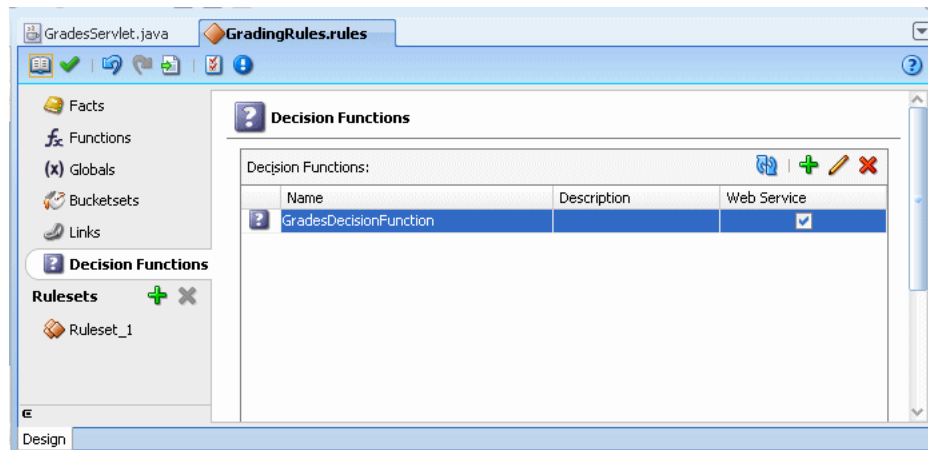 GradesServlet.java
GradingRules.rules
Facts
fx Functions
(x) Globals
Bucketsets
Links
Decision Functions
Rulesets
Ruleset_1
Decision Functions
Decision Functions:
Name Description Web Service
GradesDecisionFunction
Design